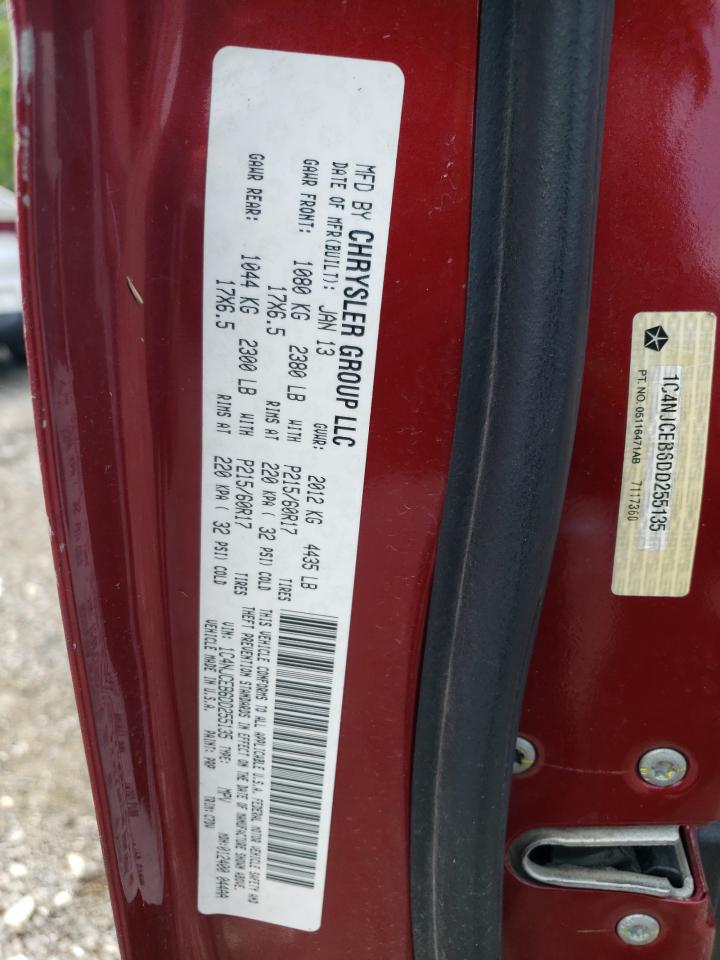 MFD BY CHRYSLER GROUP LLC
DATE OF MFR(BUILT): JAN 13 GVWR: 2012 KG 4435 LB
GAWR FRONT: 1080 KG 2380 LB WITH P215/60R17 TIRES
17X6.5 RIMS AT 220 KPA ( 32 PSI) COLD
GAWR REAR: 1044 KG 2300 LB WITH P215/60R17 TIRES
17X6.5 RIMS AT 220 KPA ( 32 PSI) COLD
THIS VEHICLE CONFORMS TO ALL APPLICABLE U.S.A. FEDERAL MOTOR VEHICLE SAFETY AND
THEFT PREVENTION STANDARDS IN EFFECT ON THE DATE OF MANUFACTURE SHOWN ABOVE.
VIN: 1C4NJCEB6DD255135 TYPE: MPV MDH:012400 044AA
VEHICLE MADE IN U.S.A. PAINT: PRP TRIM:
1C4NJCEB6DD255135
PT. NO. 05116471AB 7117360